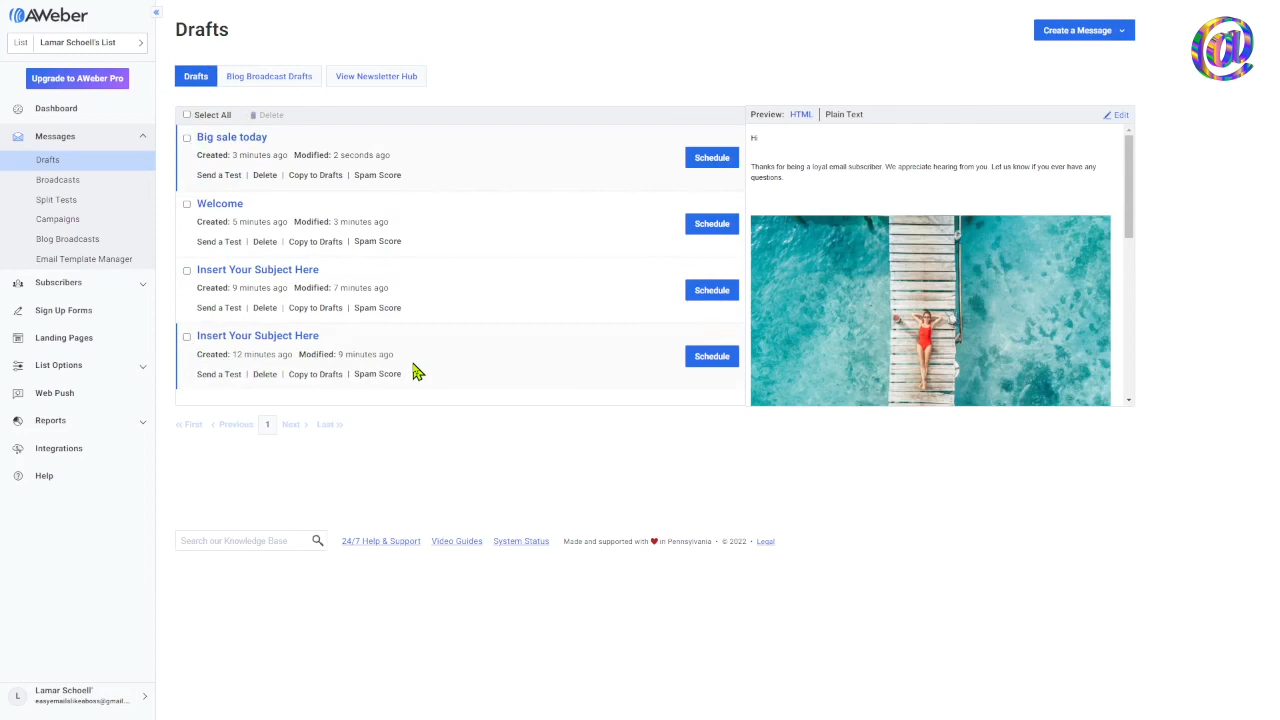 AWeber
List Lamar Schoell's List
Upgrade to AWeber Pro
Dashboard
Messages
Drafts
Broadcasts
Split Tests
Campaigns
Blog Broadcasts
Email Template Manager
Subscribers
Sign Up Forms
Landing Pages
List Options
Web Push
Reports
Integrations
Help
L Lamar Schoell'
easyemailslikeaboss@gmail...
Drafts
Create a Message
@
Drafts Blog Broadcast Drafts View Newsletter Hub
Select All Delete
Big sale today
Created: 3 minutes ago Modified: 2 seconds ago
Schedule
Send a Test | Delete | Copy to Drafts | Spam Score
Welcome
Created: 5 minutes ago Modified: 3 minutes ago
Schedule
Send a Test | Delete | Copy to Drafts | Spam Score
Insert Your Subject Here
Created: 9 minutes ago Modified: 7 minutes ago
Schedule
Send a Test | Delete | Copy to Drafts | Spam Score
Insert Your Subject Here
Created: 12 minutes ago Modified: 9 minutes ago
Schedule
Send a Test | Delete | Copy to Drafts | Spam Score
Preview: HTML | Plain Text Edit
Hi
Thanks for being a loyal email subscriber. We appreciate hearing from you. Let us know if you ever have any
questions.
First Previous 1 Next Last
Search our Knowledge Base 24/7 Help & Support Video Guides System Status Made and supported with ❤ in Pennsylvania • © 2022 • Legal